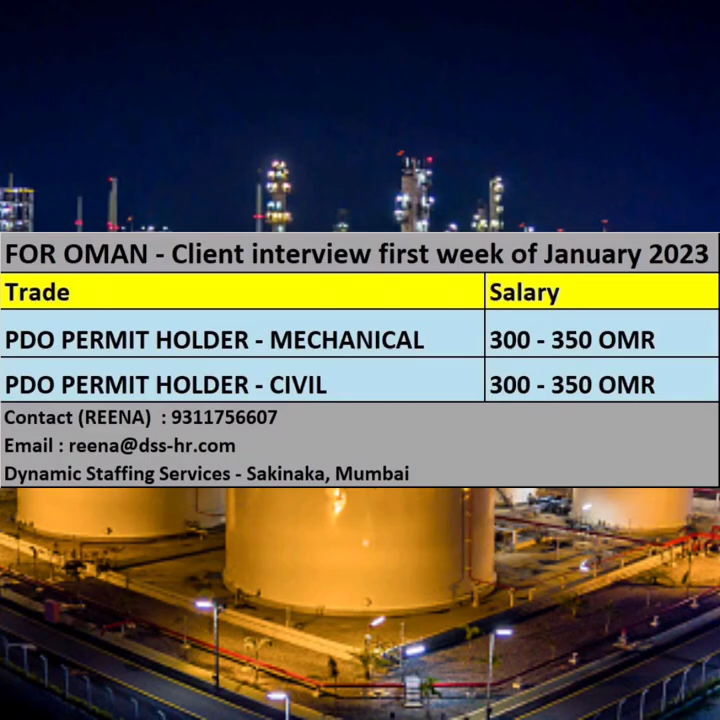 FOR OMAN - Client interview first week of January 2023
Trade Salary
PDO PERMIT HOLDER - MECHANICAL 300 - 350 OMR
PDO PERMIT HOLDER - CIVIL 300 - 350 OMR
Contact (REENA) : 9311756607
Email : reena@dss-hr.com
Dynamic Staffing Services - Sakinaka, Mumbai